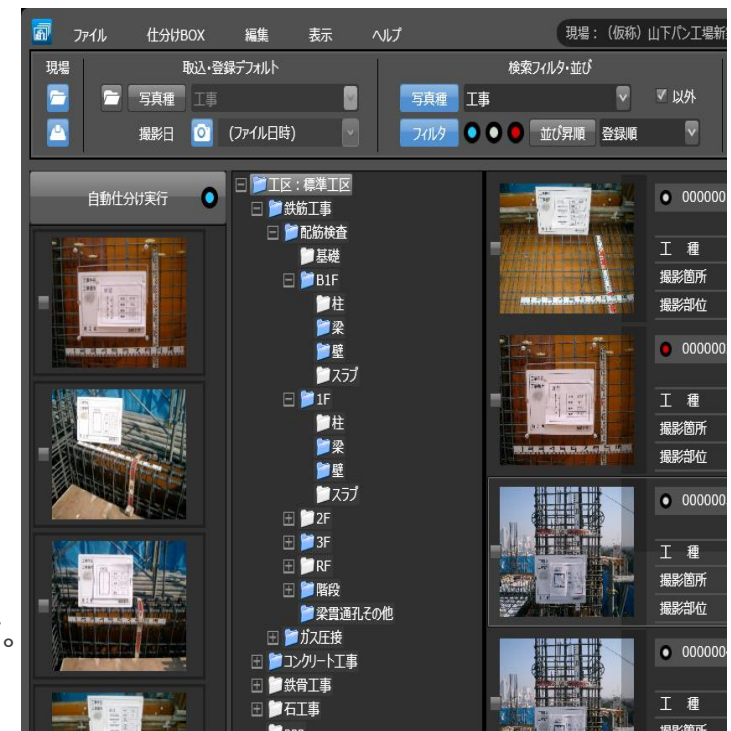 ファイル 仕分けBOX 編集 表示 ヘルプ 現場：（仮称）山下パン工場新
現場 取込・登録デフォルト 検索フィルタ・並び
写真種 工事 写真種 工事 以外
撮影日 (ファイル日時) フィルタ 並び昇順 登録順
自動仕分け実行
工区：標準工区
鉄筋工事
配筋検査
基礎
B1F
柱
梁
壁
スラブ
1F
柱
梁
壁
スラブ
2F
3F
RF
階段
梁貫通孔その他
ガス圧接
コンクリート工事
鉄骨工事
石工事
000000
工 種
撮影箇所
撮影部位
000000
工 種
撮影箇所
撮影部位
000000
工 種
撮影箇所
撮影部位
000000
工 種
。